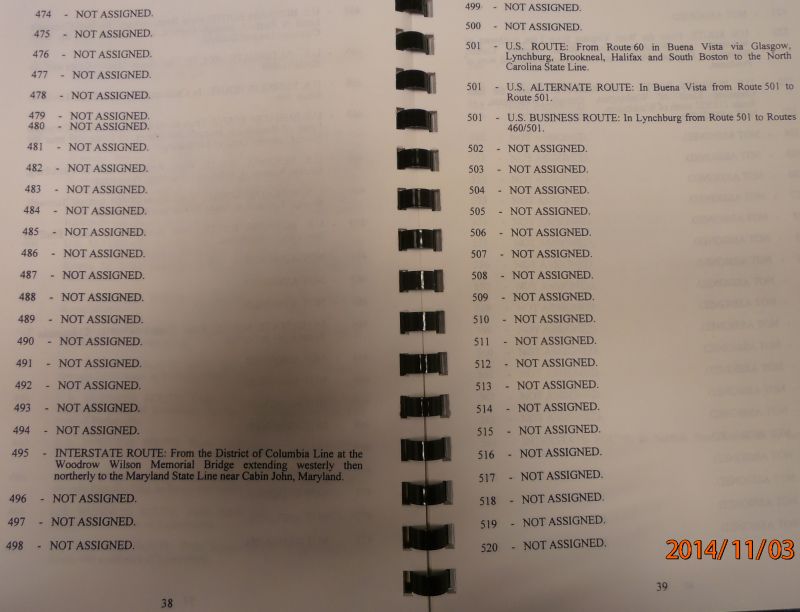 474 - NOT ASSIGNED.
475 - NOT ASSIGNED.
476 - NOT ASSIGNED.
477 - NOT ASSIGNED.
478 - NOT ASSIGNED.
479 - NOT ASSIGNED.
480 - NOT ASSIGNED.
481 - NOT ASSIGNED.
482 - NOT ASSIGNED.
483 - NOT ASSIGNED.
484 - NOT ASSIGNED.
485 - NOT ASSIGNED.
486 - NOT ASSIGNED.
487 - NOT ASSIGNED.
488 - NOT ASSIGNED.
489 - NOT ASSIGNED.
490 - NOT ASSIGNED.
491 - NOT ASSIGNED.
492 - NOT ASSIGNED.
493 - NOT ASSIGNED.
494 - NOT ASSIGNED.
495 - INTERSTATE ROUTE: From the District of Columbia Line at the
Woodrow Wilson Memorial Bridge extending westerly then
northerly to the Maryland State Line near Cabin John, Maryland.
496 - NOT ASSIGNED.
497 - NOT ASSIGNED.
498 - NOT ASSIGNED.
38
499 - NOT ASSIGNED.
500 - NOT ASSIGNED.
501 - U.S. ROUTE: From Route 60 in Buena Vista via Glasgow,
Lynchburg, Brookneal, Halifax and South Boston to the North
Carolina State Line.
501 - U.S. ALTERNATE ROUTE: In Buena Vista from Route 501 to
Route 501.
501 - U.S. BUSINESS ROUTE: In Lynchburg from Route 501 to Routes
460/501.
502 - NOT ASSIGNED.
503 - NOT ASSIGNED.
504 - NOT ASSIGNED.
505 - NOT ASSIGNED.
506 - NOT ASSIGNED.
507 - NOT ASSIGNED.
508 - NOT ASSIGNED.
509 - NOT ASSIGNED.
510 - NOT ASSIGNED.
511 - NOT ASSIGNED.
512 - NOT ASSIGNED.
513 - NOT ASSIGNED.
514 - NOT ASSIGNED.
515 - NOT ASSIGNED.
516 - NOT ASSIGNED.
517 - NOT ASSIGNED.
518 - NOT ASSIGNED.
519 - NOT ASSIGNED.
520 - NOT ASSIGNED.
39
2014/11/03